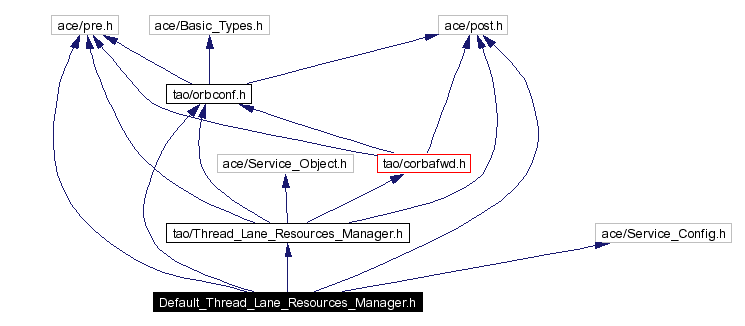 ace/pre.h
ace/Basic_Types.h
ace/post.h
tao/orbconf.h
ace/Service_Object.h
tao/corbafwd.h
tao/Thread_Lane_Resources_Manager.h
ace/Service_Config.h
Default_Thread_Lane_Resources_Manager.h